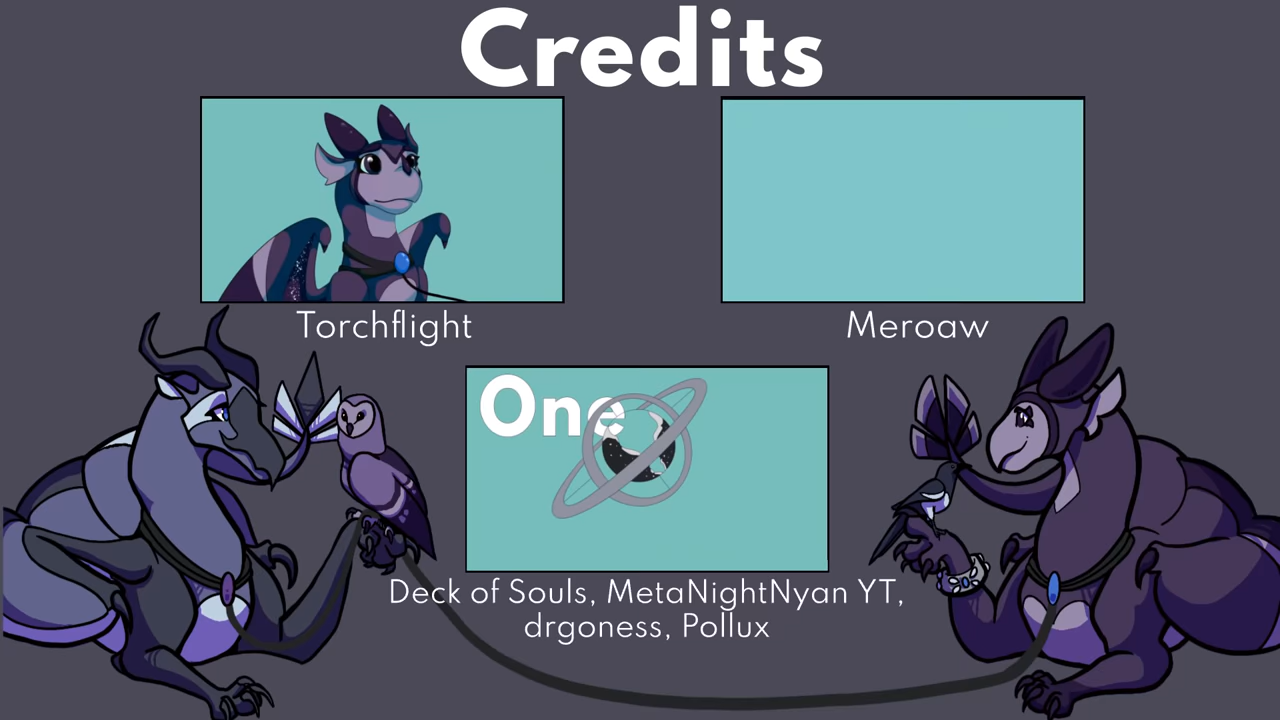 Credits
Torchflight
Meroaw
One
Deck of Souls, MetaNightNyan YT,
drgoness, Pollux